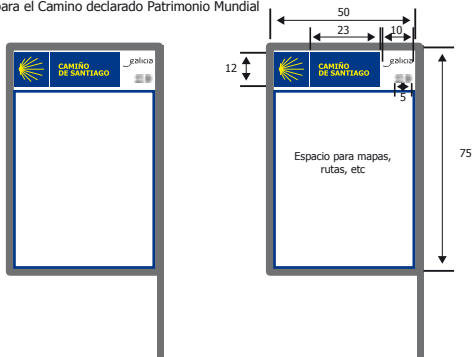 para el Camino declarado Patrimonio Mundial
50
23
10
CAMIÑO
DE SANTIAGO
galicia
CAMIÑO
DE SANTIAGO
galicia
12
5
Espacio para mapas,
rutas, etc
75